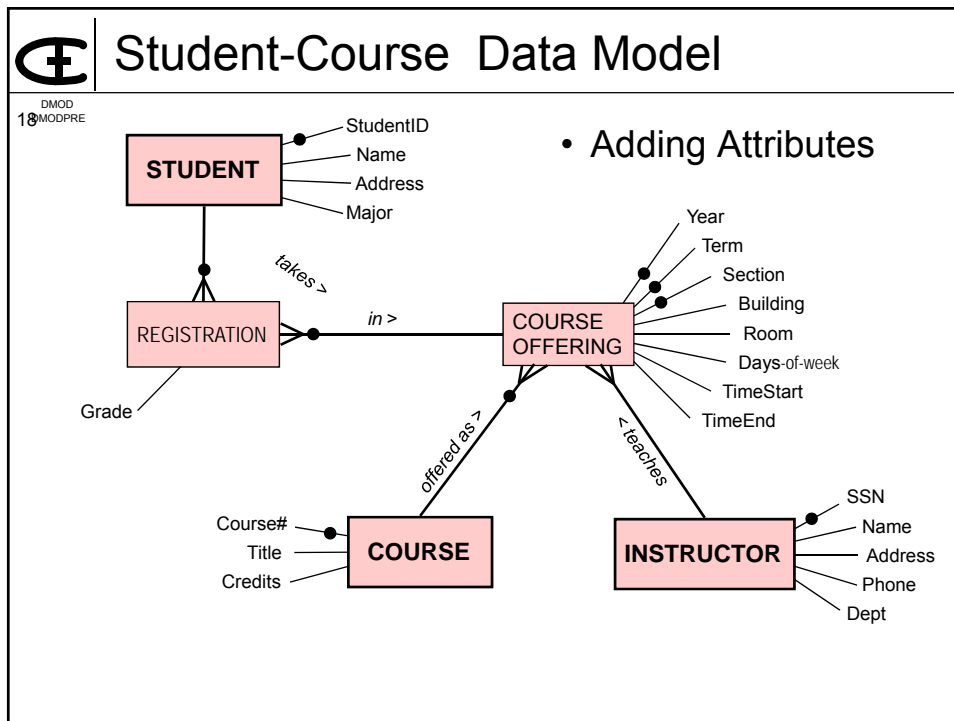 Student-Course Data Model
DMOD
18 DMODPRE
• Adding Attributes
STUDENT
StudentID
Name
Address
Major
takes >
REGISTRATION
Grade
in >
COURSE
OFFERING
Year
Term
Section
Building
Room
Days-of-week
TimeStart
TimeEnd
offered as >
< teaches
COURSE
Course#
Title
Credits
INSTRUCTOR
SSN
Name
Address
Phone
Dept